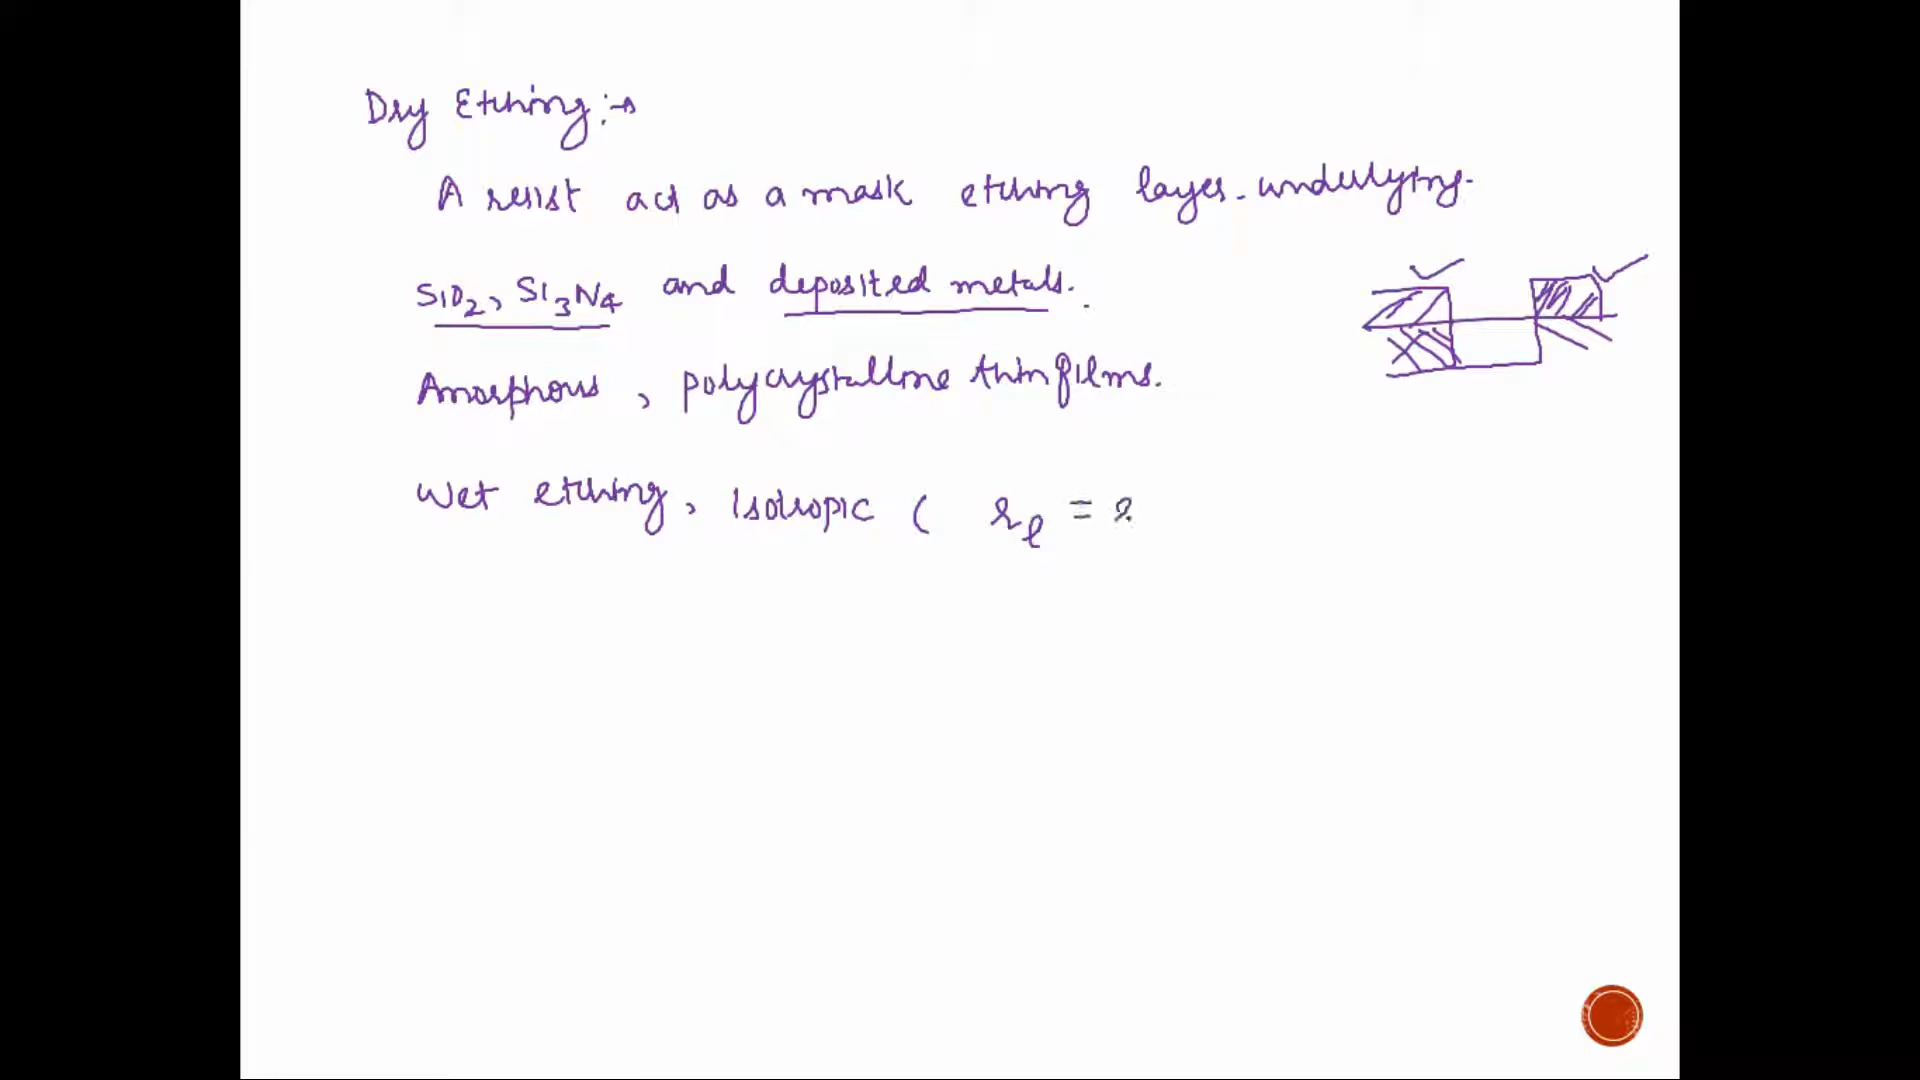 Dry Etching :→
A resist act as a mask etching layer. underlying.
SiO2, Si3N4 and deposited metals.
Amorphous, polycrystalline thin films.
Wet etching, Isotropic ( rl = r